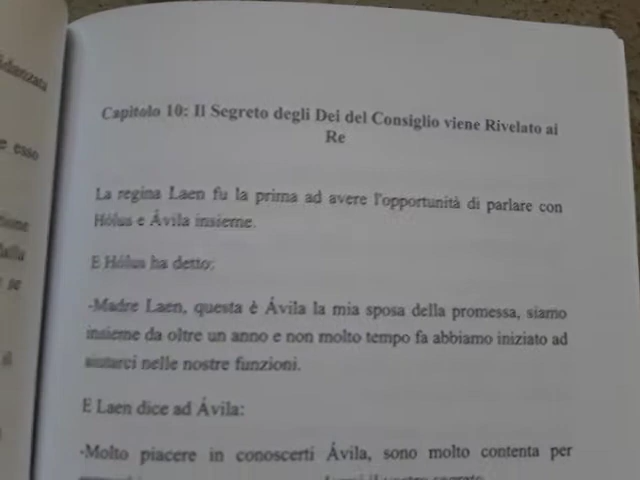 Capitolo 10: Il Segreto degli Dei del Consiglio viene Rivelato ai
Re
La regina Laen fu la prima ad avere l'opportunità di parlare con
Hólus e Ávila insieme.
E Hólus ha detto:
-Madre Laen, questa è Ávila la mia sposa della promessa, siamo
insieme da oltre un anno e non molto tempo fa abbiamo iniziato ad
aiutarci nelle nostre funzioni.
E Laen dice ad Ávila:
-Molto piacere in conoscerti Ávila, sono molto contenta per